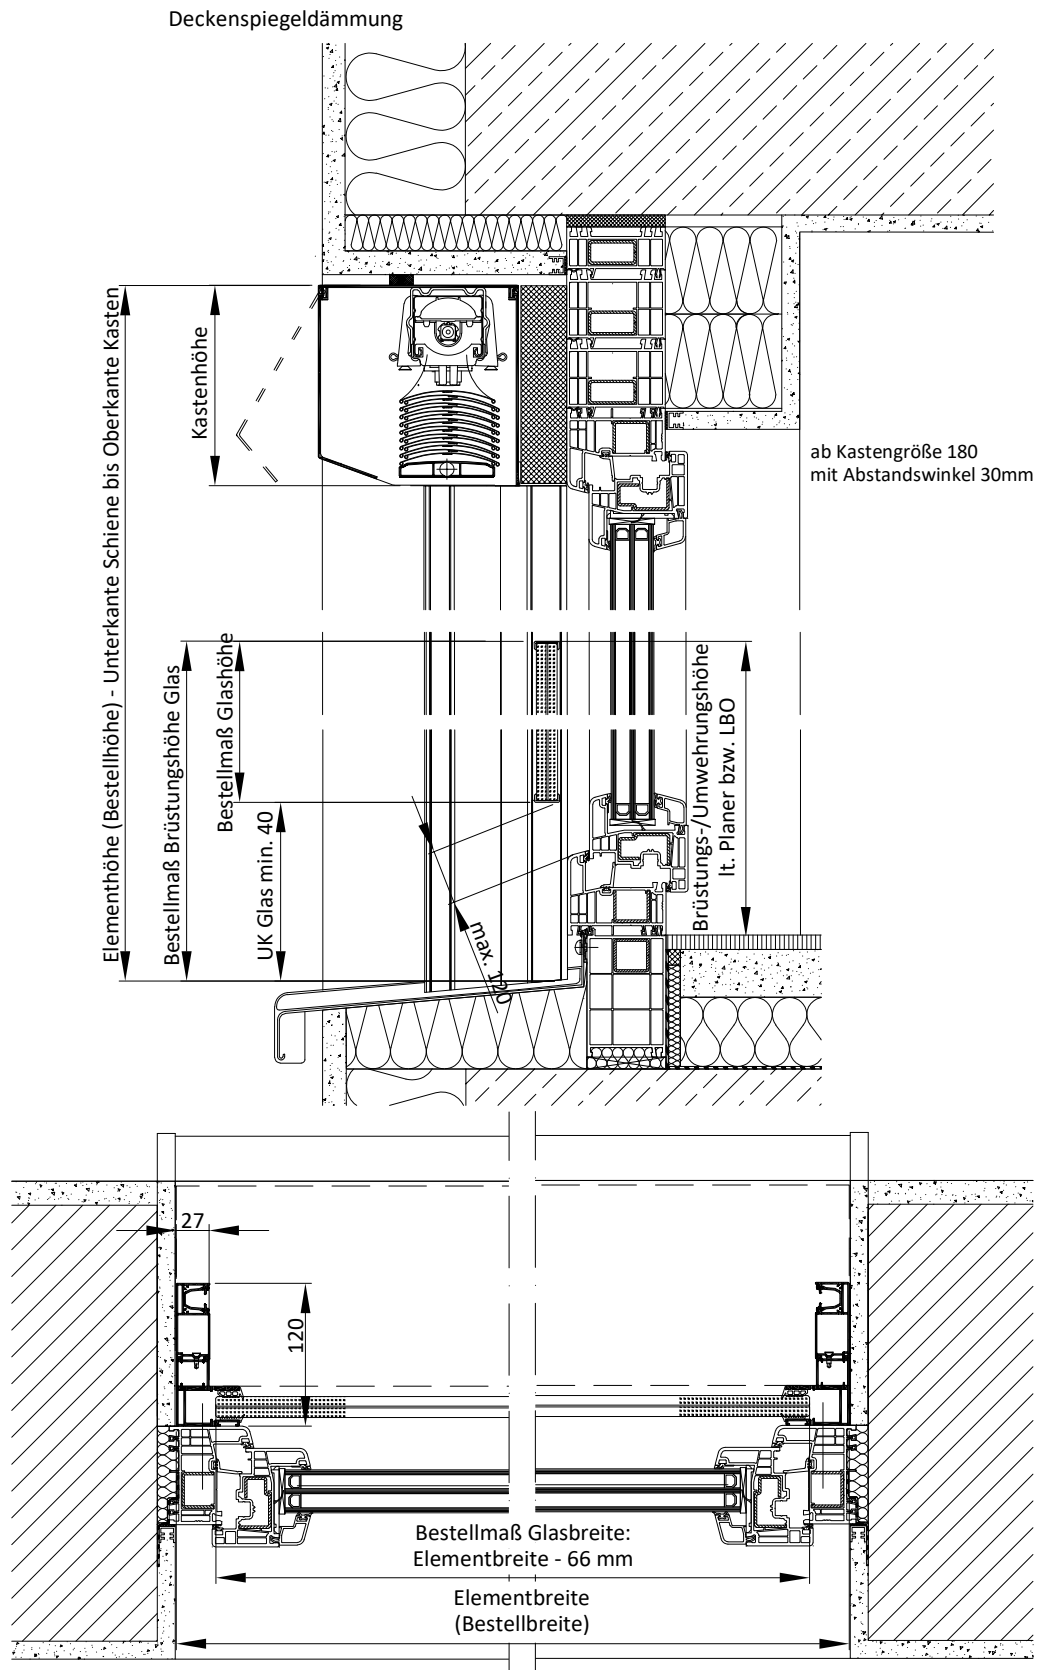 Deckenspiegeldämmung
Elementhöhe (Bestellhöhe) - Unterkante Schiene bis Oberkante Kasten
Kastenhöhe
ab Kastengröße 180
mit Abstandswinkel 30mm
Bestellmaß Brüstungshöhe Glas
Bestellmaß Glashöhe
UK Glas min. 40
max. 120
Brüstungs-/Umwehrungshöhe
lt. Planer bzw. LBO
27
120
Bestellmaß Glasbreite:
Elementbreite - 66 mm
Elementbreite
(Bestellbreite)